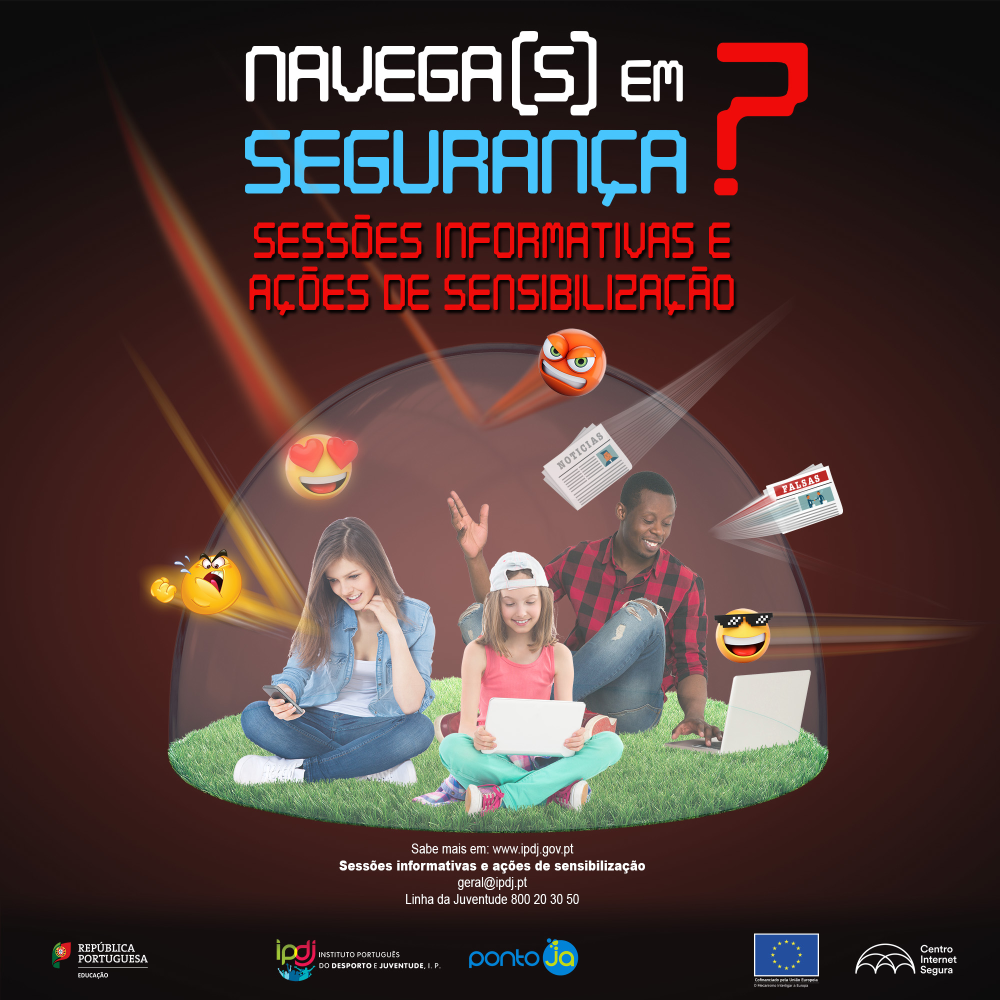 NAVEGA(S) EM
SEGURANÇA?
SESSÕES INFORMATIVAS E
AÇÕES DE SENSIBILIZAÇÃO
NOTICIAS
FALSAS
Sabe mais em: www.ipdj.gov.pt
Sessões informativas e ações de sensibilização
geral@ipdj.pt
Linha da Juventude 800 20 30 50
REPÚBLICA
PORTUGUESA
EDUCAÇÃO
ipdj
INSTITUTO PORTUGUÊS
DO DESPORTO E JUVENTUDE, I. P.
ponto ja
Cofinanciado pela União Europeia
O Mecanismo Interligar a Europa
Centro
Internet
Segura